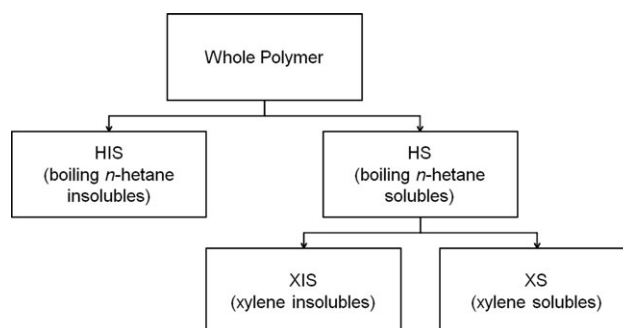 Whole Polymer
HIS
(boiling n-hetane
insolubles)
HS
(boiling n-hetane
solubles)
XIS
(xylene insolubles)
XS
(xylene solubles)